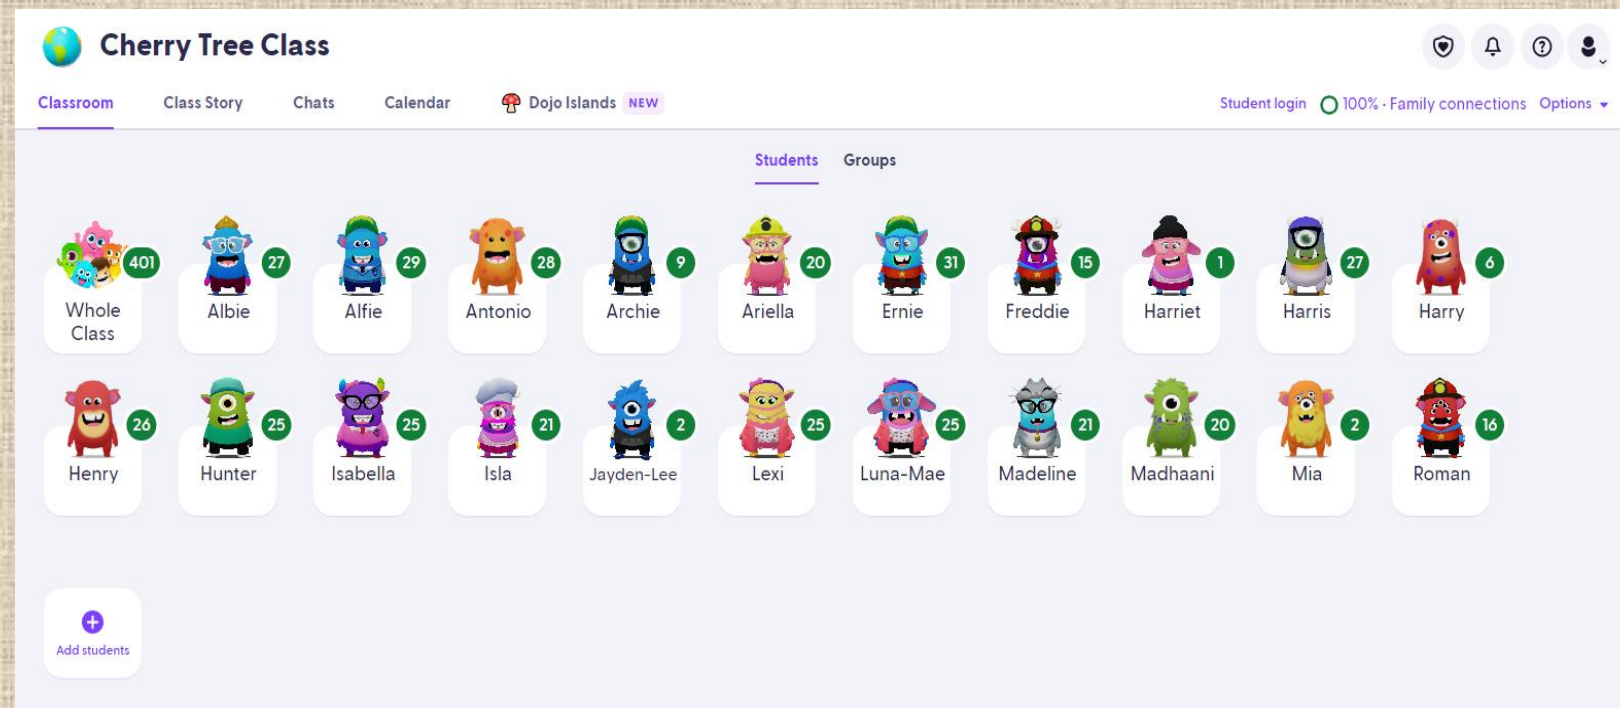 Cherry Tree Class
Classroom Class Story Chats Calendar Dojo Islands NEW Student login 100% · Family connections Options
Students Groups
401 27 29 28 9 20 31 15 1 27 6
Whole Albie Alfie Antonio Archie Ariella Ernie Freddie Harriet Harris Harry
Class
26 25 25 21 2 25 25 21 20 2 16
Henry Hunter Isabella Isla Jayden-Lee Lexi Luna-Mae Madeline Madhaani Mia Roman
Add students